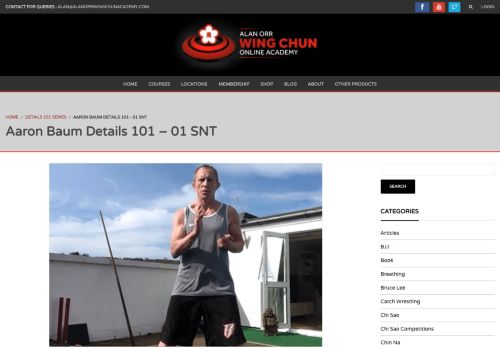 CONTACT FOR QUERIES : ALAN@ALANORRWINGCHUNACADEMY.COM
LOGIN
ALAN ORR
WING CHUN
ONLINE ACADEMY
HOME COURSES LOCATIONS MEMBERSHIP SHOP BLOG ABOUT OTHER PRODUCTS
HOME / DETAILS 101 SERIES / AARON BAUM DETAILS 101 – 01 SNT
Aaron Baum Details 101 – 01 SNT
SEARCH
CATEGORIES
Articles
BJJ
Book
Breathing
Bruce Lee
Catch Wrestling
Chi Sao
Chi Sao Competitions
Chin Na